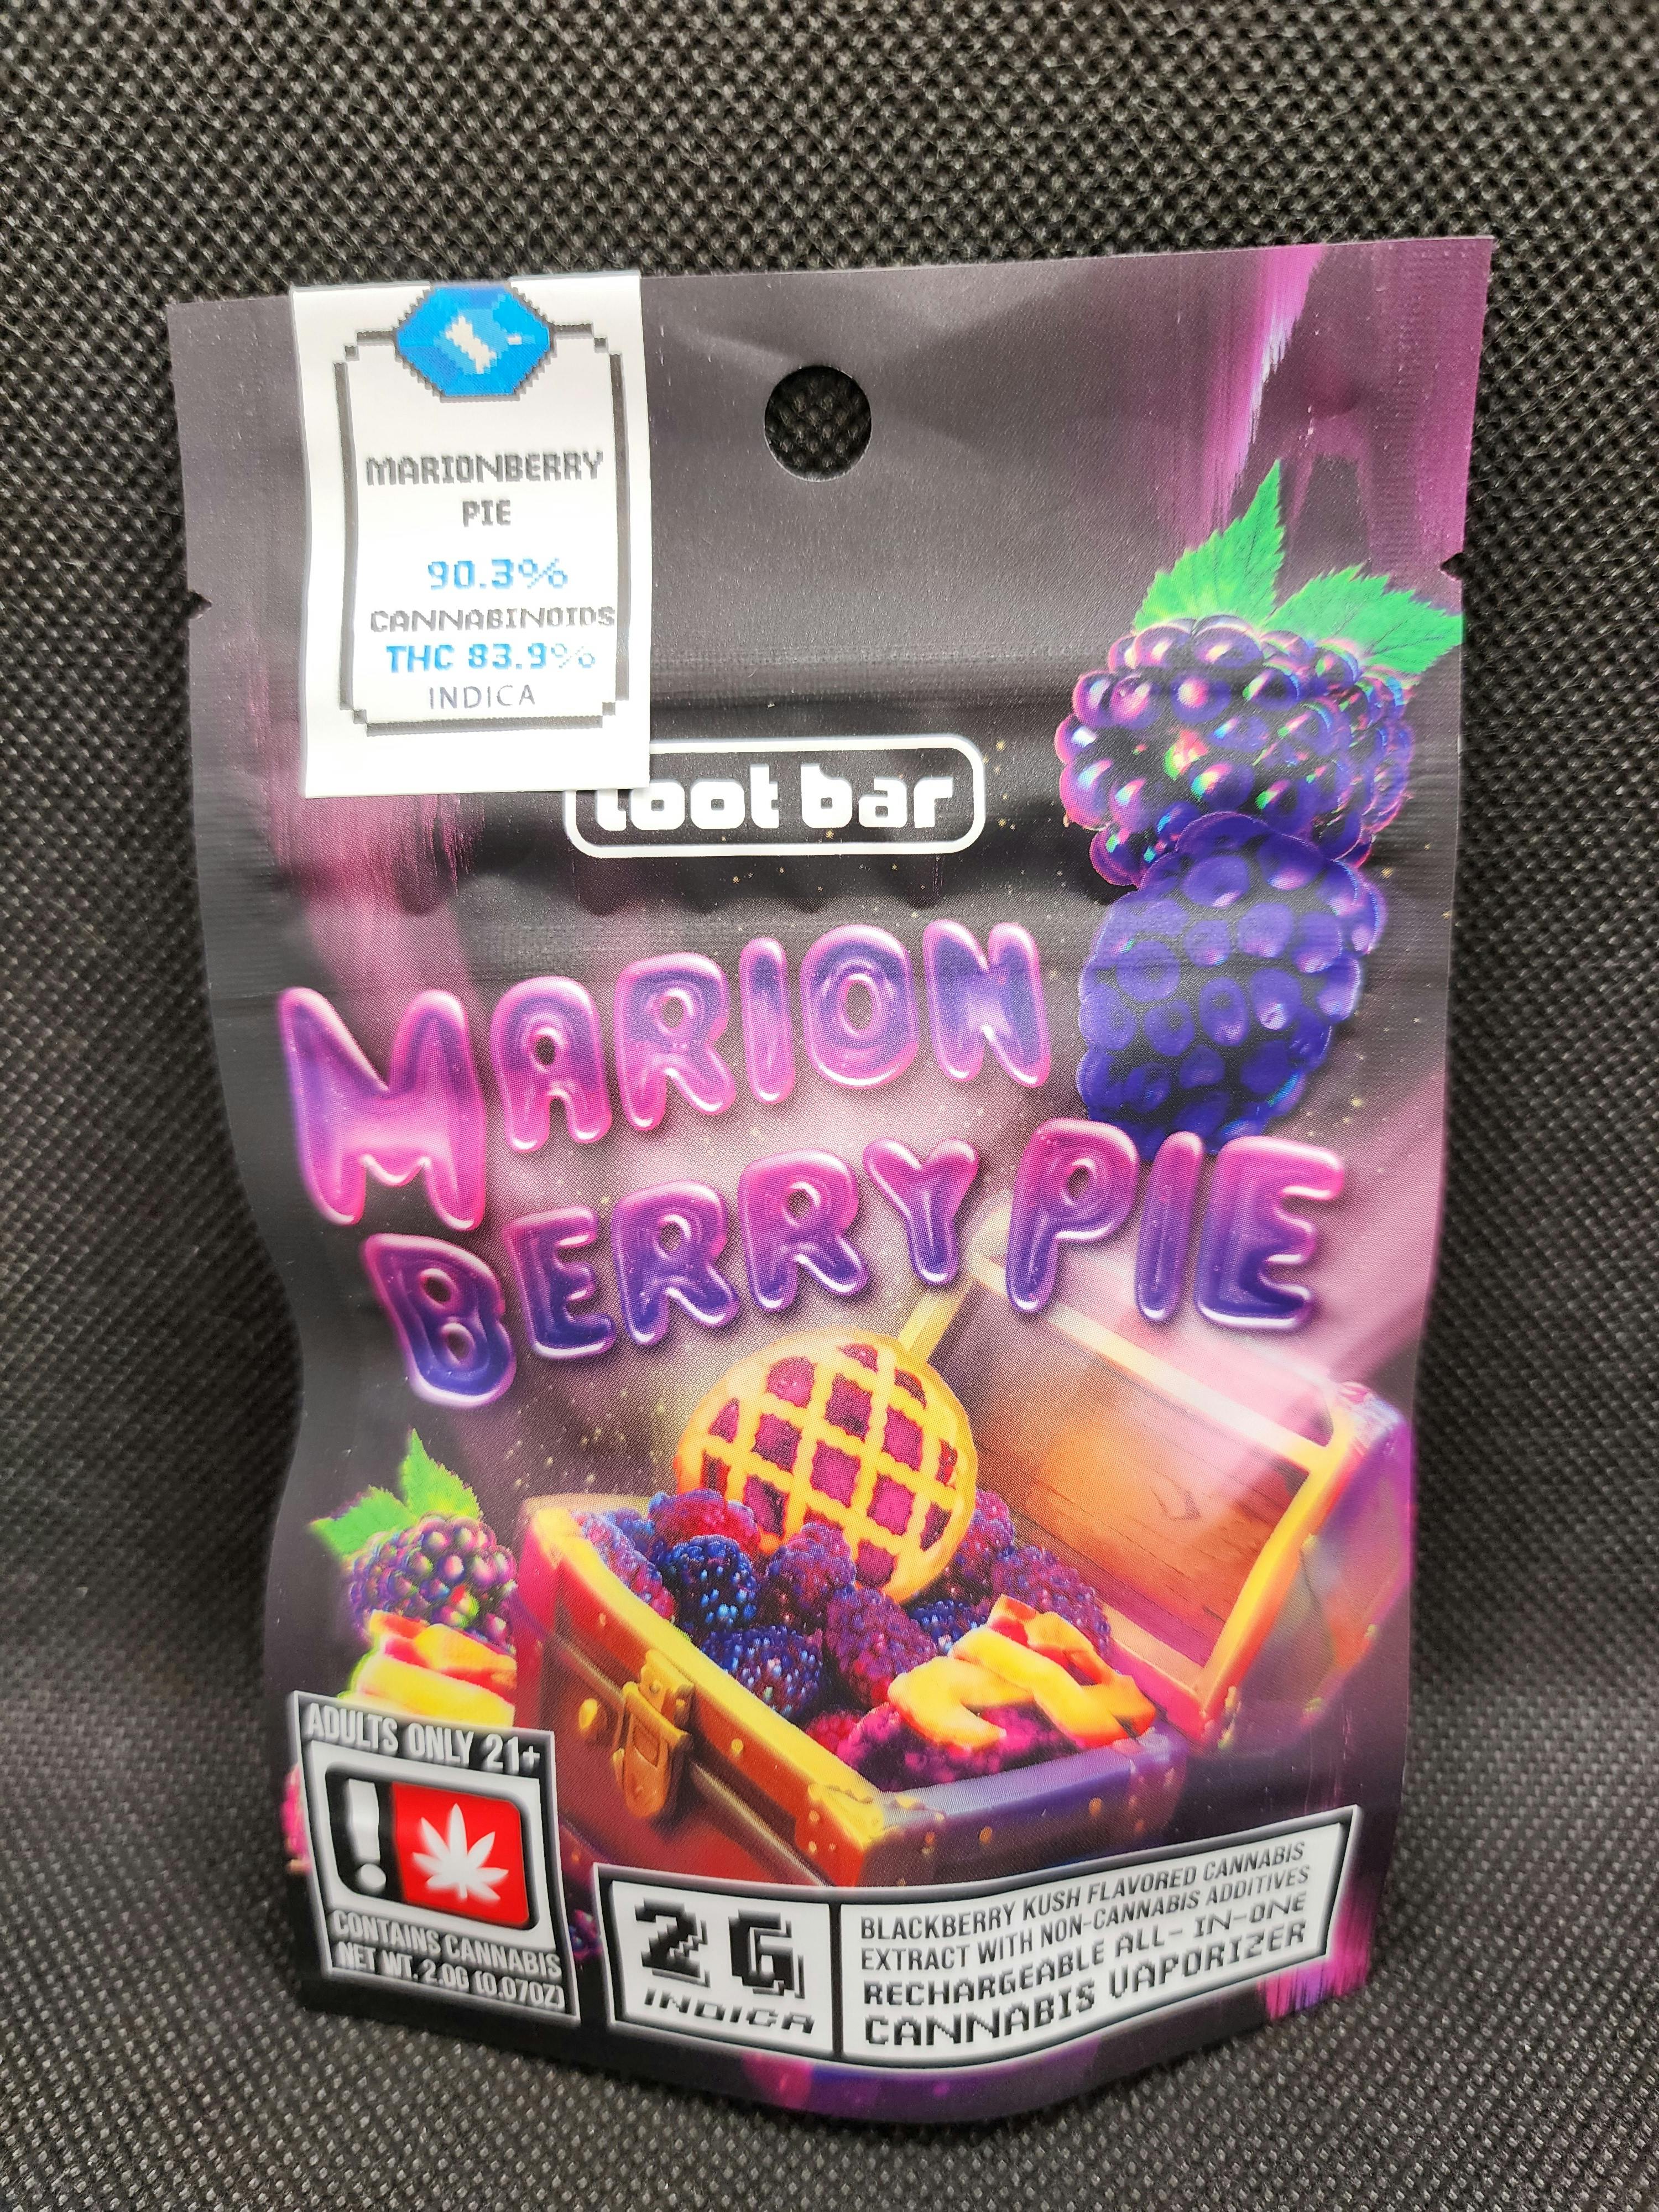 MARIONBERRY
PIE
90.3%
CANNABINOIDS
THC 83.9%
INDICA
loot bar
MARION
BERRY PIE
ADULTS ONLY 21+
!
CONTAINS CANNABIS
NET WT. 2.0G (0.07OZ)
2G
INDICA
BLACKBERRY KUSH FLAVORED CANNABIS
EXTRACT WITH NON-CANNABIS ADDITIVES
RECHARGEABLE ALL-IN-ONE
CANNABIS VAPORIZER